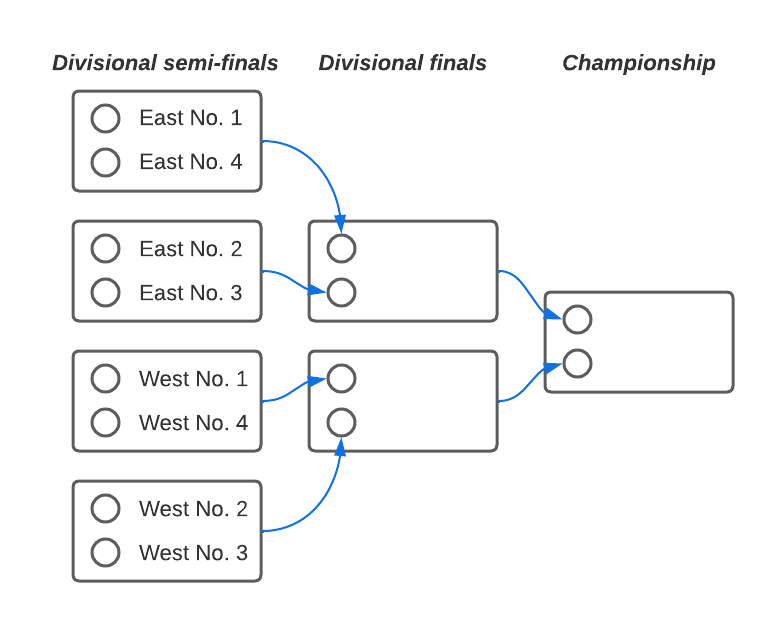 Divisional semi-finals
Divisional finals
Championship
East No. 1
East No. 4
East No. 2
East No. 3
West No. 1
West No. 4
West No. 2
West No. 3